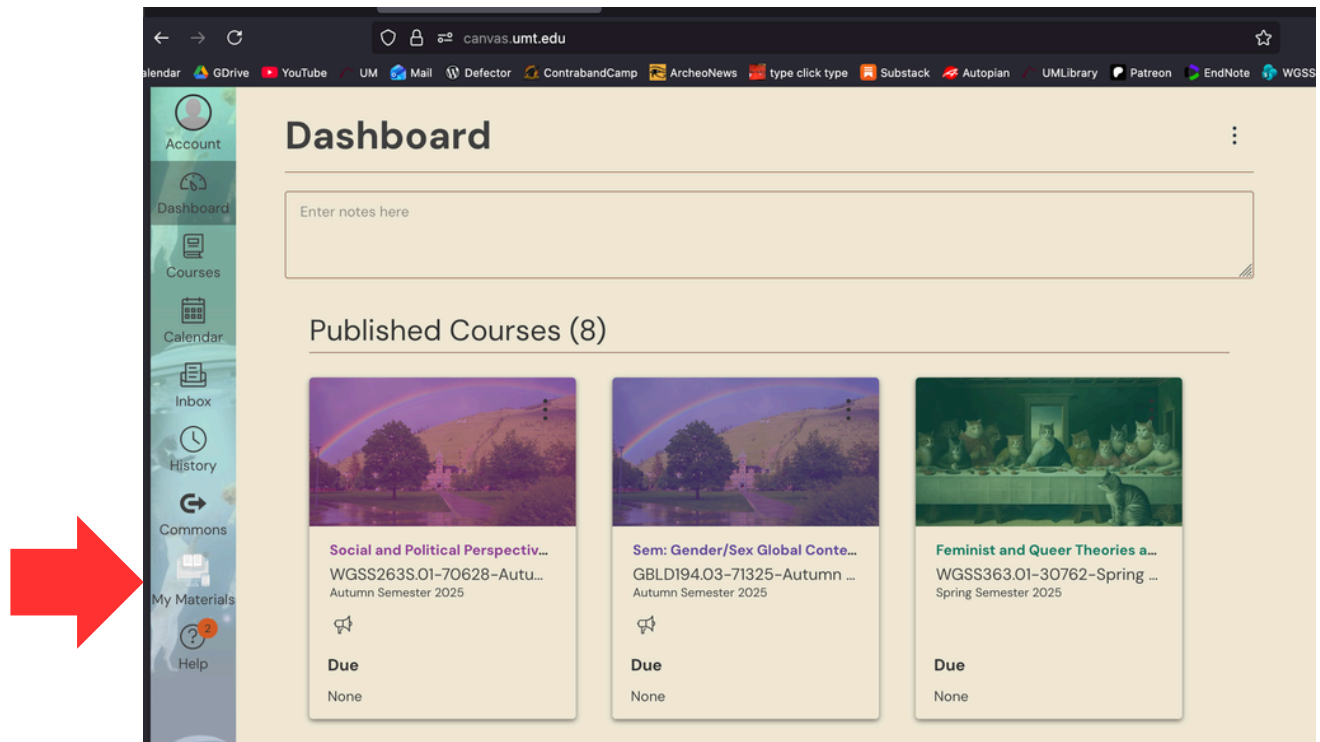 canvas.umt.edu
alendar GDrive YouTube UM Mail Defector ContrabandCamp ArcheoNews type click type Substack Autopian UMLibrary Patreon EndNote WGSS
Account
Dashboard
Courses
Calendar
Inbox
History
Commons
My Materials
2
Help
Dashboard
Enter notes here
Published Courses (8)
Social and Political Perspectiv...
WGSS263S.01-70628-Autu...
Autumn Semester 2025
Due
None
Sem: Gender/Sex Global Conte...
GBLD194.03-71325-Autumn ...
Autumn Semester 2025
Due
None
Feminist and Queer Theories a...
WGSS363.01-30762-Spring ...
Spring Semester 2025
Due
None